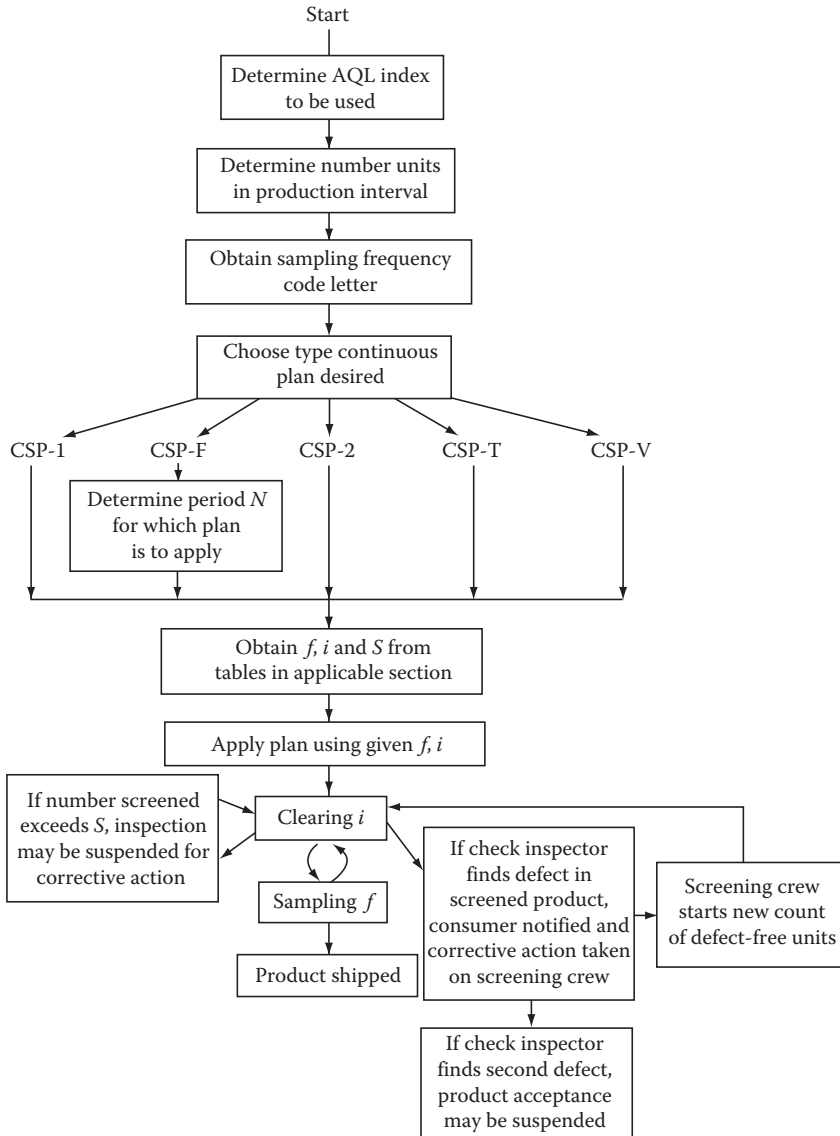 Start
Determine AQL index
to be used
Determine number units
in production interval
Obtain sampling frequency
code letter
Choose type continuous
plan desired
CSP-1
CSP-F
CSP-2
CSP-T
CSP-V
Determine period N
for which plan
is to apply
Obtain f, i and S from
tables in applicable section
Apply plan using given f, i
If number screened
exceeds S, inspection
may be suspended for
corrective action
Clearing i
Sampling f
Product shipped
If check inspector
finds defect in
screened product,
consumer notified and
corrective action taken
on screening crew
Screening crew
starts new count
of defect-free units
If check inspector
finds second defect,
product acceptance
may be suspended